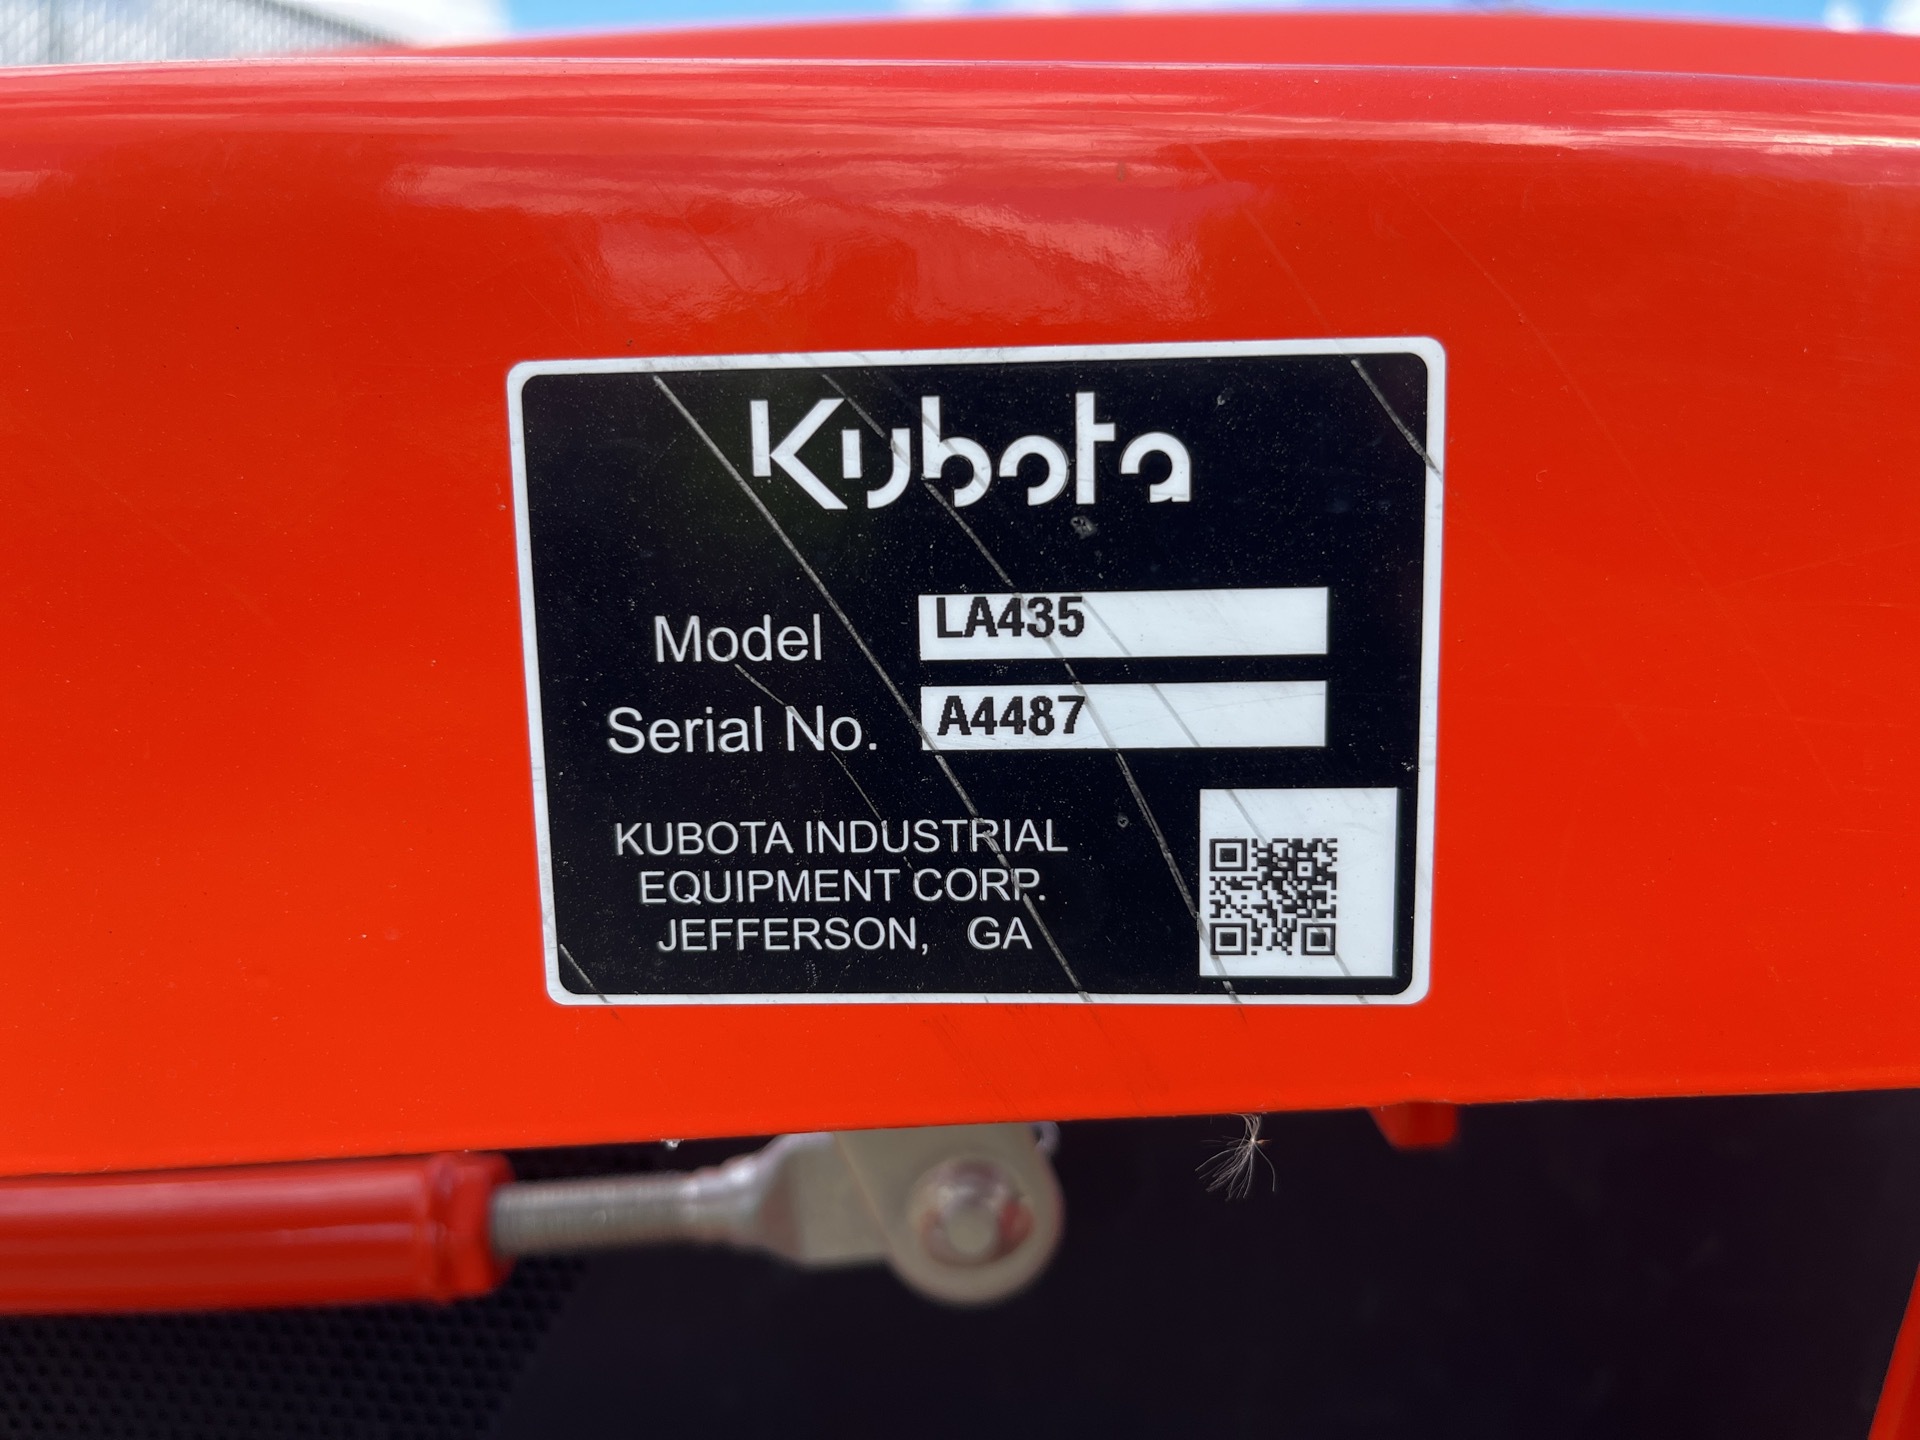 Kubota
Model LA435
Serial No. A4487
KUBOTA INDUSTRIAL
EQUIPMENT CORP.
JEFFERSON, GA